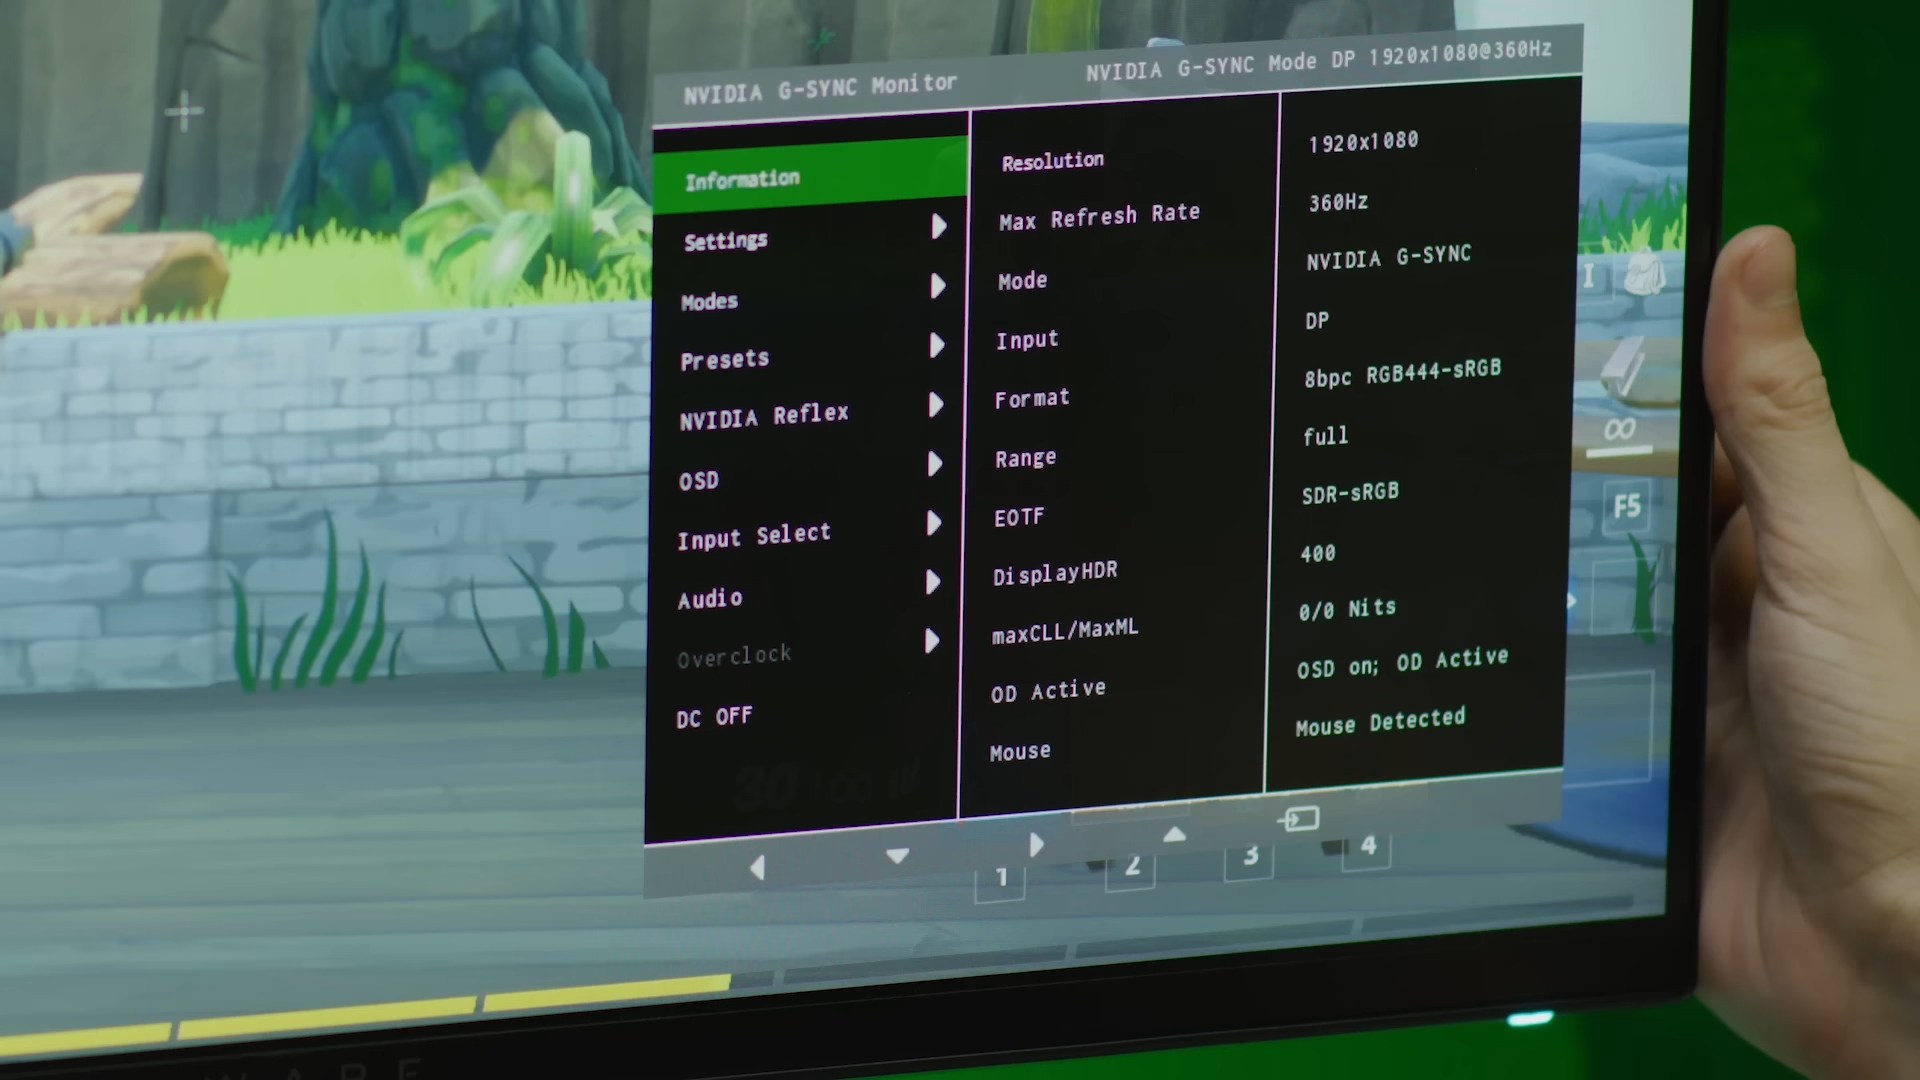 NVIDIA G-SYNC Monitor
NVIDIA G-SYNC Mode DP 1920x1080@360Hz
Information
Settings
Modes
Presets
NVIDIA Reflex
OSD
Input Select
Audio
Overclock
DC OFF
Resolution 1920x1080
Max Refresh Rate 360Hz
Mode NVIDIA G-SYNC
Input DP
Format 8bpc RGB444-sRGB
Range full
EOTF SDR-sRGB
DisplayHDR 400
maxCLL/MaxML 0/0 Nits
OD Active OSD on; OD Active
Mouse Mouse Detected
I
∞
F5
1 2 3 4